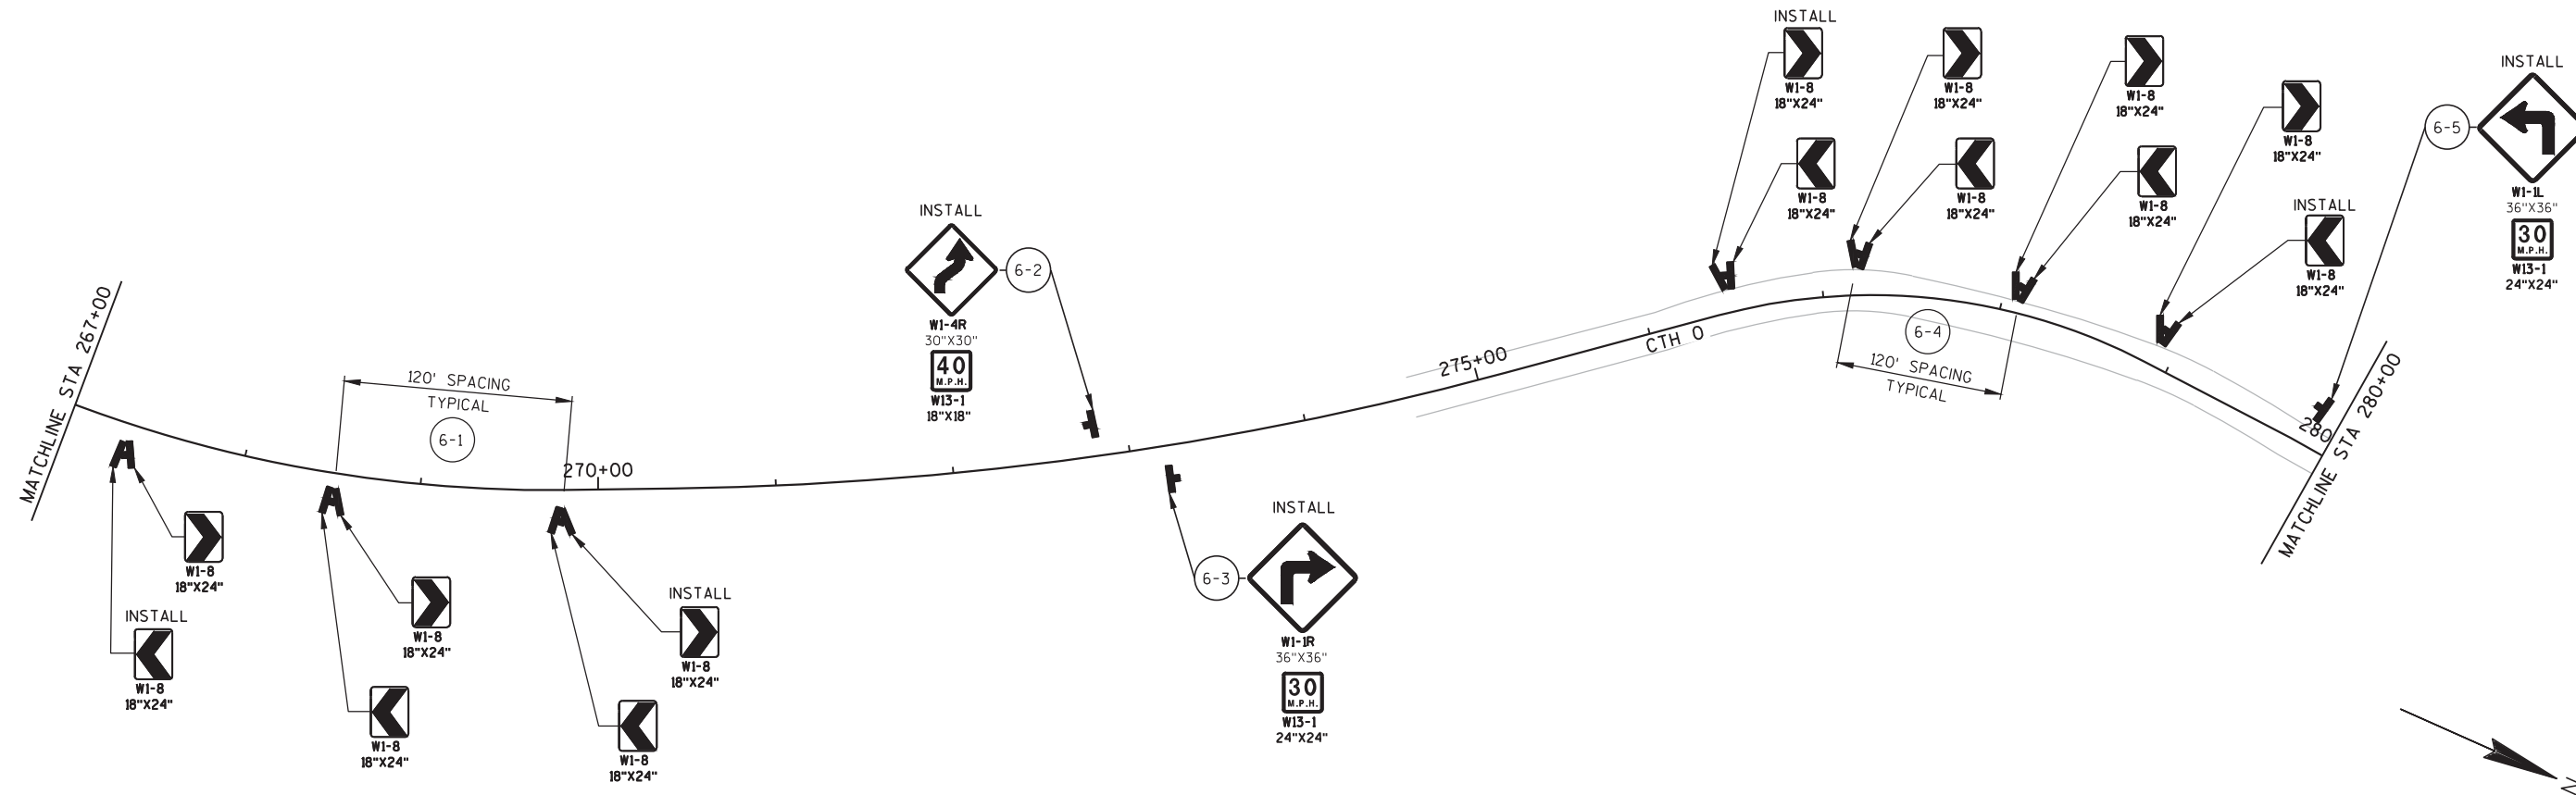 MATCHLINE STA 267+00
W1-8
18"X24"
INSTALL
W1-8
18"X24"
120' SPACING
TYPICAL
6-1
W1-8
18"X24"
W1-8
18"X24"
270+00
INSTALL
W1-8
18"X24"
W1-8
18"X24"
INSTALL
6-2
W1-4R
30"X30"
40
M.P.H.
W13-1
18"X18"
INSTALL
6-3
W1-1R
36"X36"
30
M.P.H.
W13-1
24"X24"
275+00
CTH O
INSTALL
W1-8
18"X24"
W1-8
18"X24"
W1-8
18"X24"
W1-8
18"X24"
6-4
120' SPACING
TYPICAL
W1-8
18"X24"
W1-8
18"X24"
W1-8
18"X24"
INSTALL
W1-8
18"X24"
INSTALL
6-5
W1-1L
36"X36"
30
M.P.H.
W13-1
24"X24"
280
MATCHLINE STA 280+00